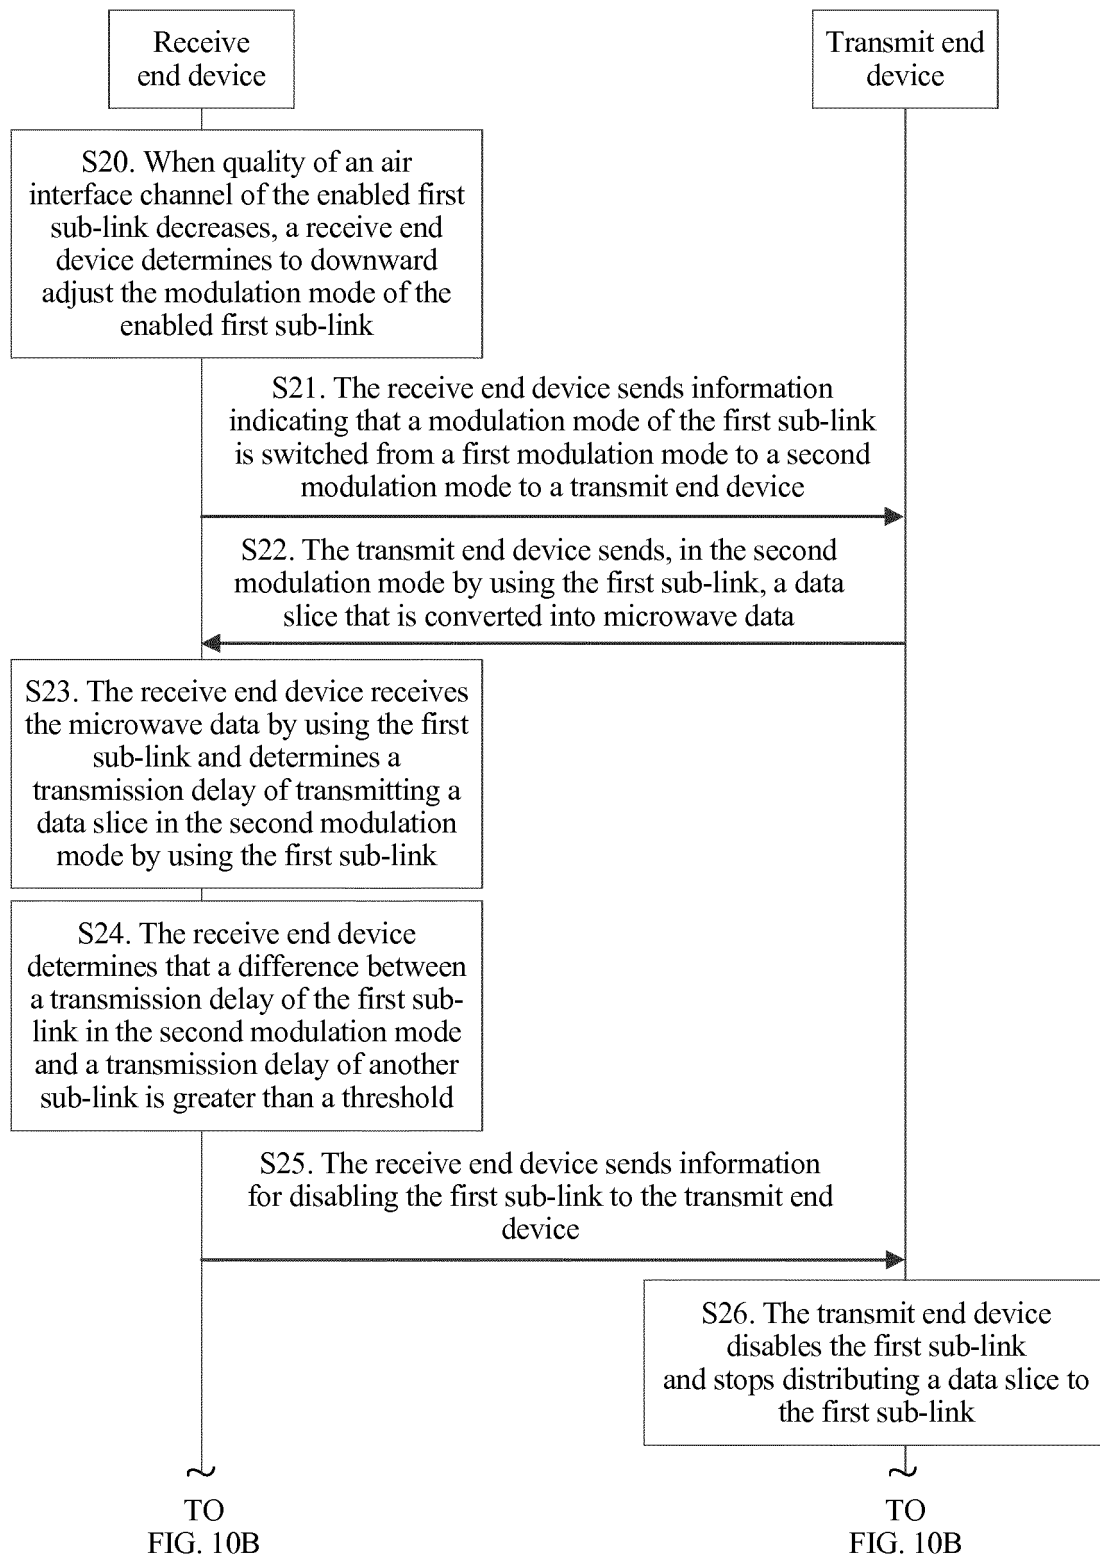 Receive
end device
Transmit end
device
S20. When quality of an air
interface channel of the enabled first
sub-link decreases, a receive end
device determines to downward
adjust the modulation mode of the
enabled first sub-link
S21. The receive end device sends information
indicating that a modulation mode of the first sub-link
is switched from a first modulation mode to a second
modulation mode to a transmit end device
S22. The transmit end device sends, in the second
modulation mode by using the first sub-link, a data
slice that is converted into microwave data
S23. The receive end device receives
the microwave data by using the first
sub-link and determines a
transmission delay of transmitting a
data slice in the second modulation
mode by using the first sub-link
S24. The receive end device
determines that a difference between
a transmission delay of the first sub-
link in the second modulation mode
and a transmission delay of another
sub-link is greater than a threshold
S25. The receive end device sends information
for disabling the first sub-link to the transmit end
device
S26. The transmit end device
disables the first sub-link
and stops distributing a data slice to
the first sub-link
TO
FIG. 10B
TO
FIG. 10B